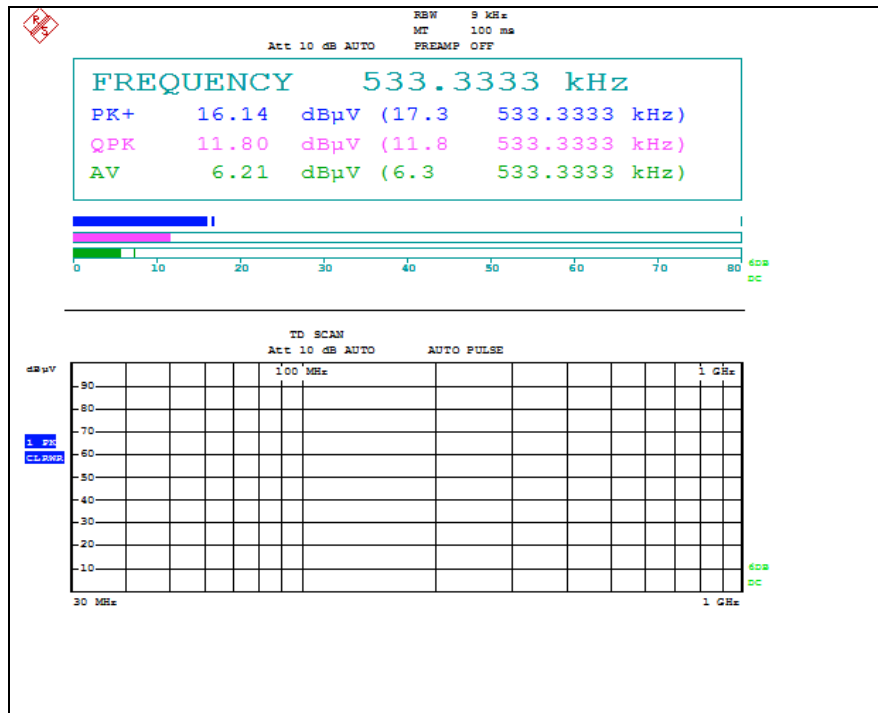 R S
RBW 9 kHz
MT 100 ms
Att 10 dB AUTO PREAMP OFF
FREQUENCY 533.3333 kHz
PK+ 16.14 dBµV (17.3 533.3333 kHz)
QPK 11.80 dBµV (11.8 533.3333 kHz)
AV 6.21 dBµV (6.3 533.3333 kHz)
0 10 20 30 40 50 60 70 80
6DB
DC
TD SCAN
Att 10 dB AUTO AUTO PULSE
dBµV
100 MHz 1 GHz
90
80
70
1 PK
60
CLRWR
50
40
30
20
10
6DB
DC
30 MHz 1 GHz